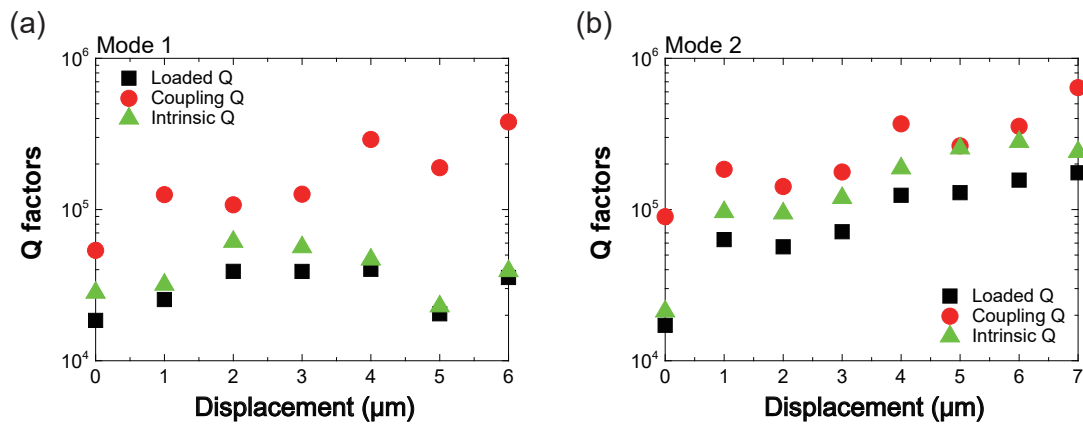 (a)
Mode 1
Loaded Q
Coupling Q
Intrinsic Q
Q factors
10⁶
10⁵
10⁴
0 1 2 3 4 5 6
Displacement (μm)
(b)
Mode 2
Q factors
10⁶
10⁵
10⁴
Loaded Q
Coupling Q
Intrinsic Q
0 1 2 3 4 5 6 7
Displacement (μm)